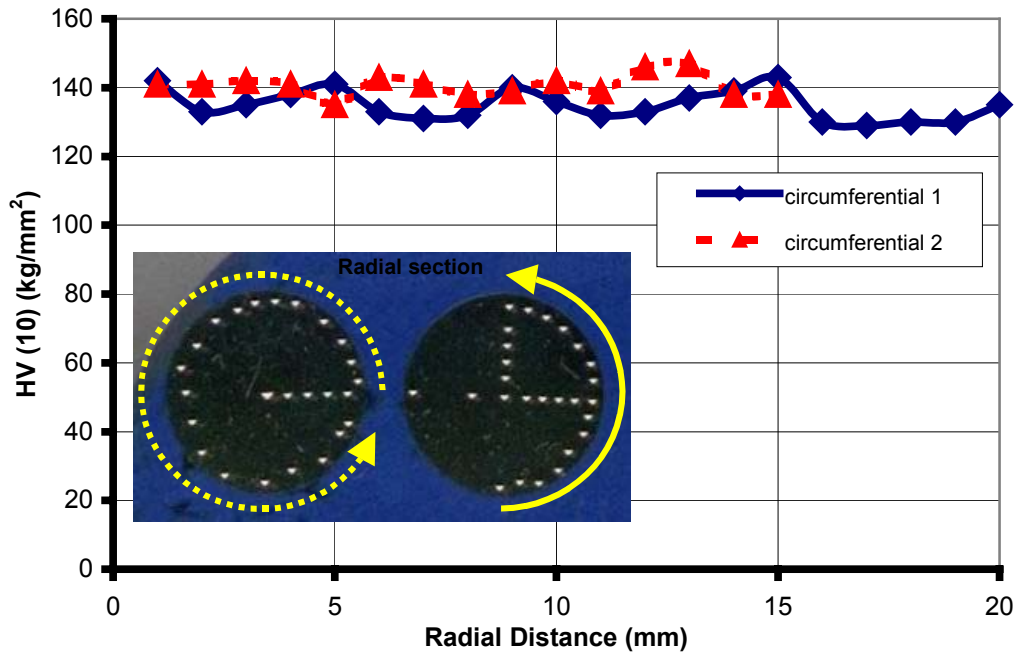 160
140
120
100
80
60
40
20
0
HV (10) (kg/mm²)
circumferential 1
circumferential 2
Radial section
0 5 10 15 20
Radial Distance (mm)